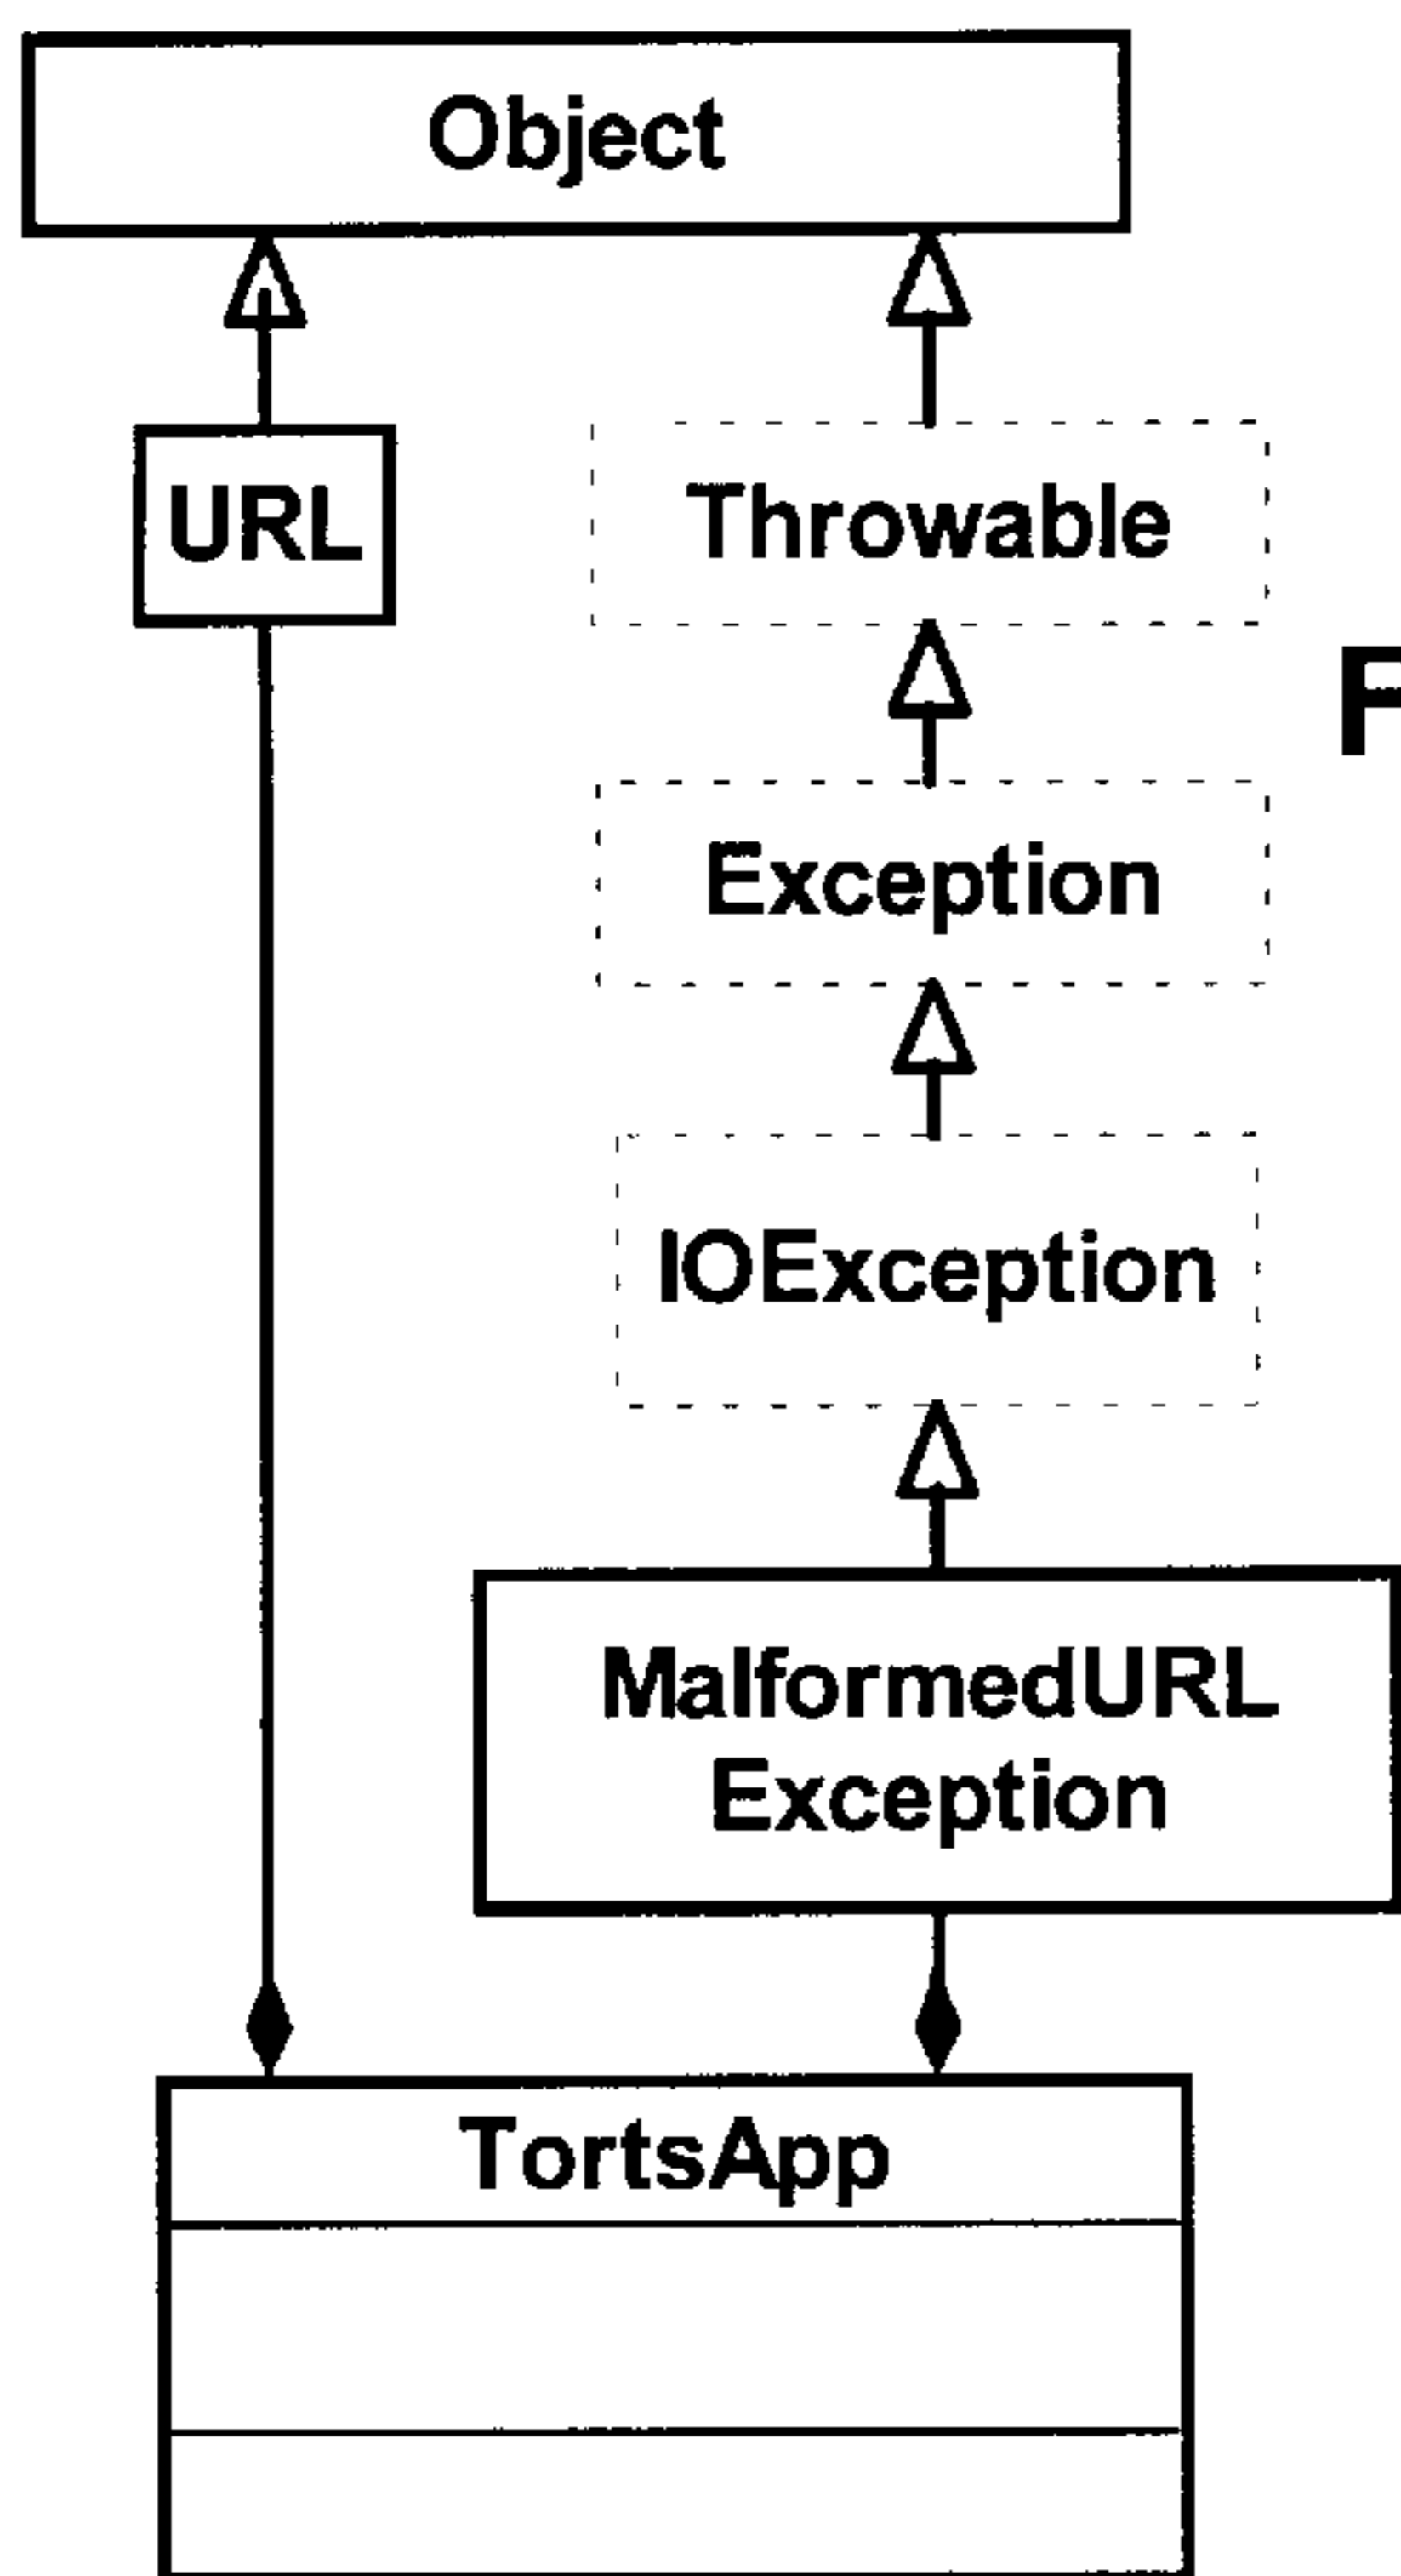 Object
URL
Throwable
Exception
IOException
MalformedURL
Exception
TortsApp